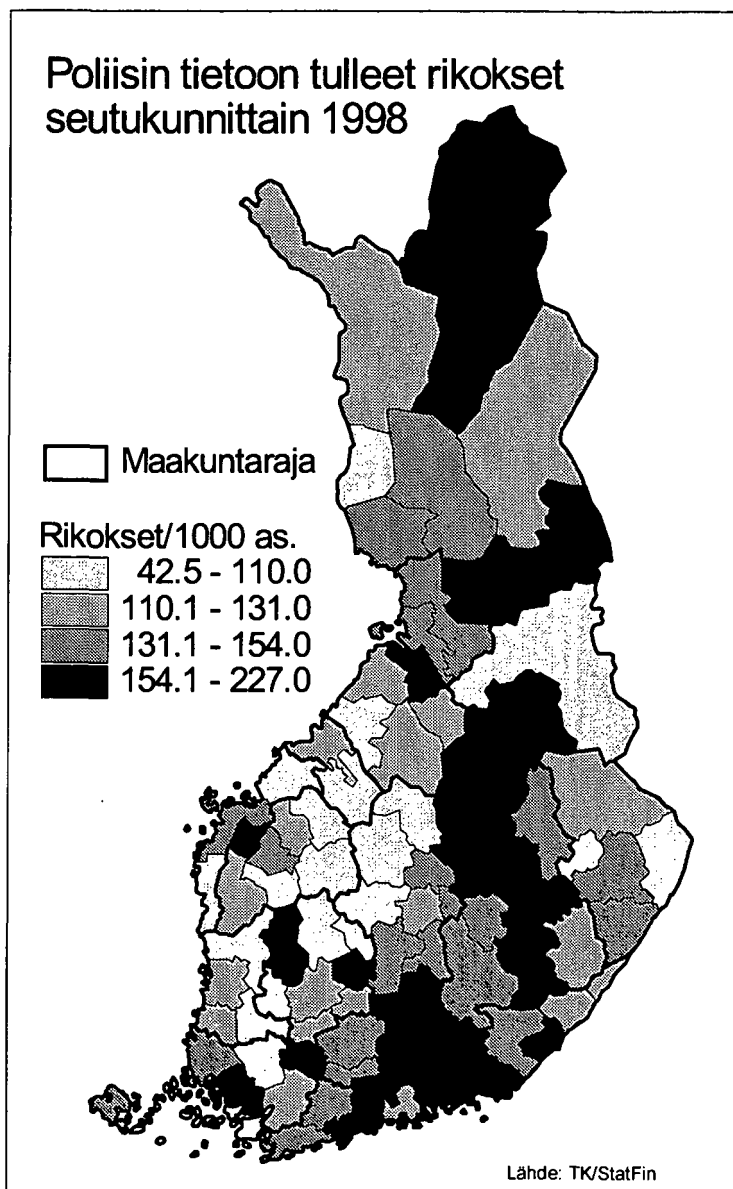 Poliisin tietoon tulleet rikokset
seutukunnittain 1998
Maakuntaraja
Rikokset/1000 as.
42.5 - 110.0
110.1 - 131.0
131.1 - 154.0
154.1 - 227.0
Lähde: TK/StatFin